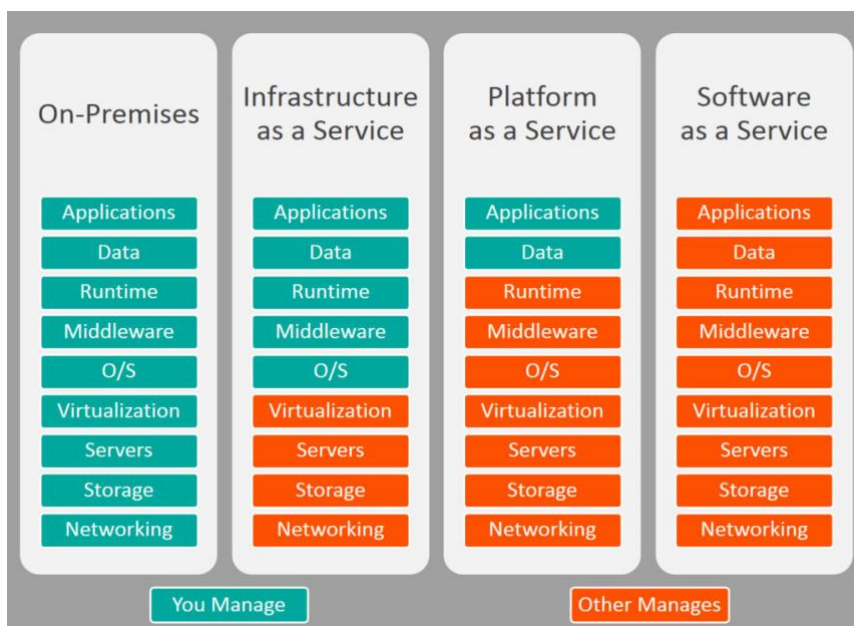 On-Premises
Applications
Data
Runtime
Middleware
O/S
Virtualization
Servers
Storage
Networking
Infrastructure
as a Service
Applications
Data
Runtime
Middleware
O/S
Virtualization
Servers
Storage
Networking
Platform
as a Service
Applications
Data
Runtime
Middleware
O/S
Virtualization
Servers
Storage
Networking
Software
as a Service
Applications
Data
Runtime
Middleware
O/S
Virtualization
Servers
Storage
Networking
You Manage
Other Manages